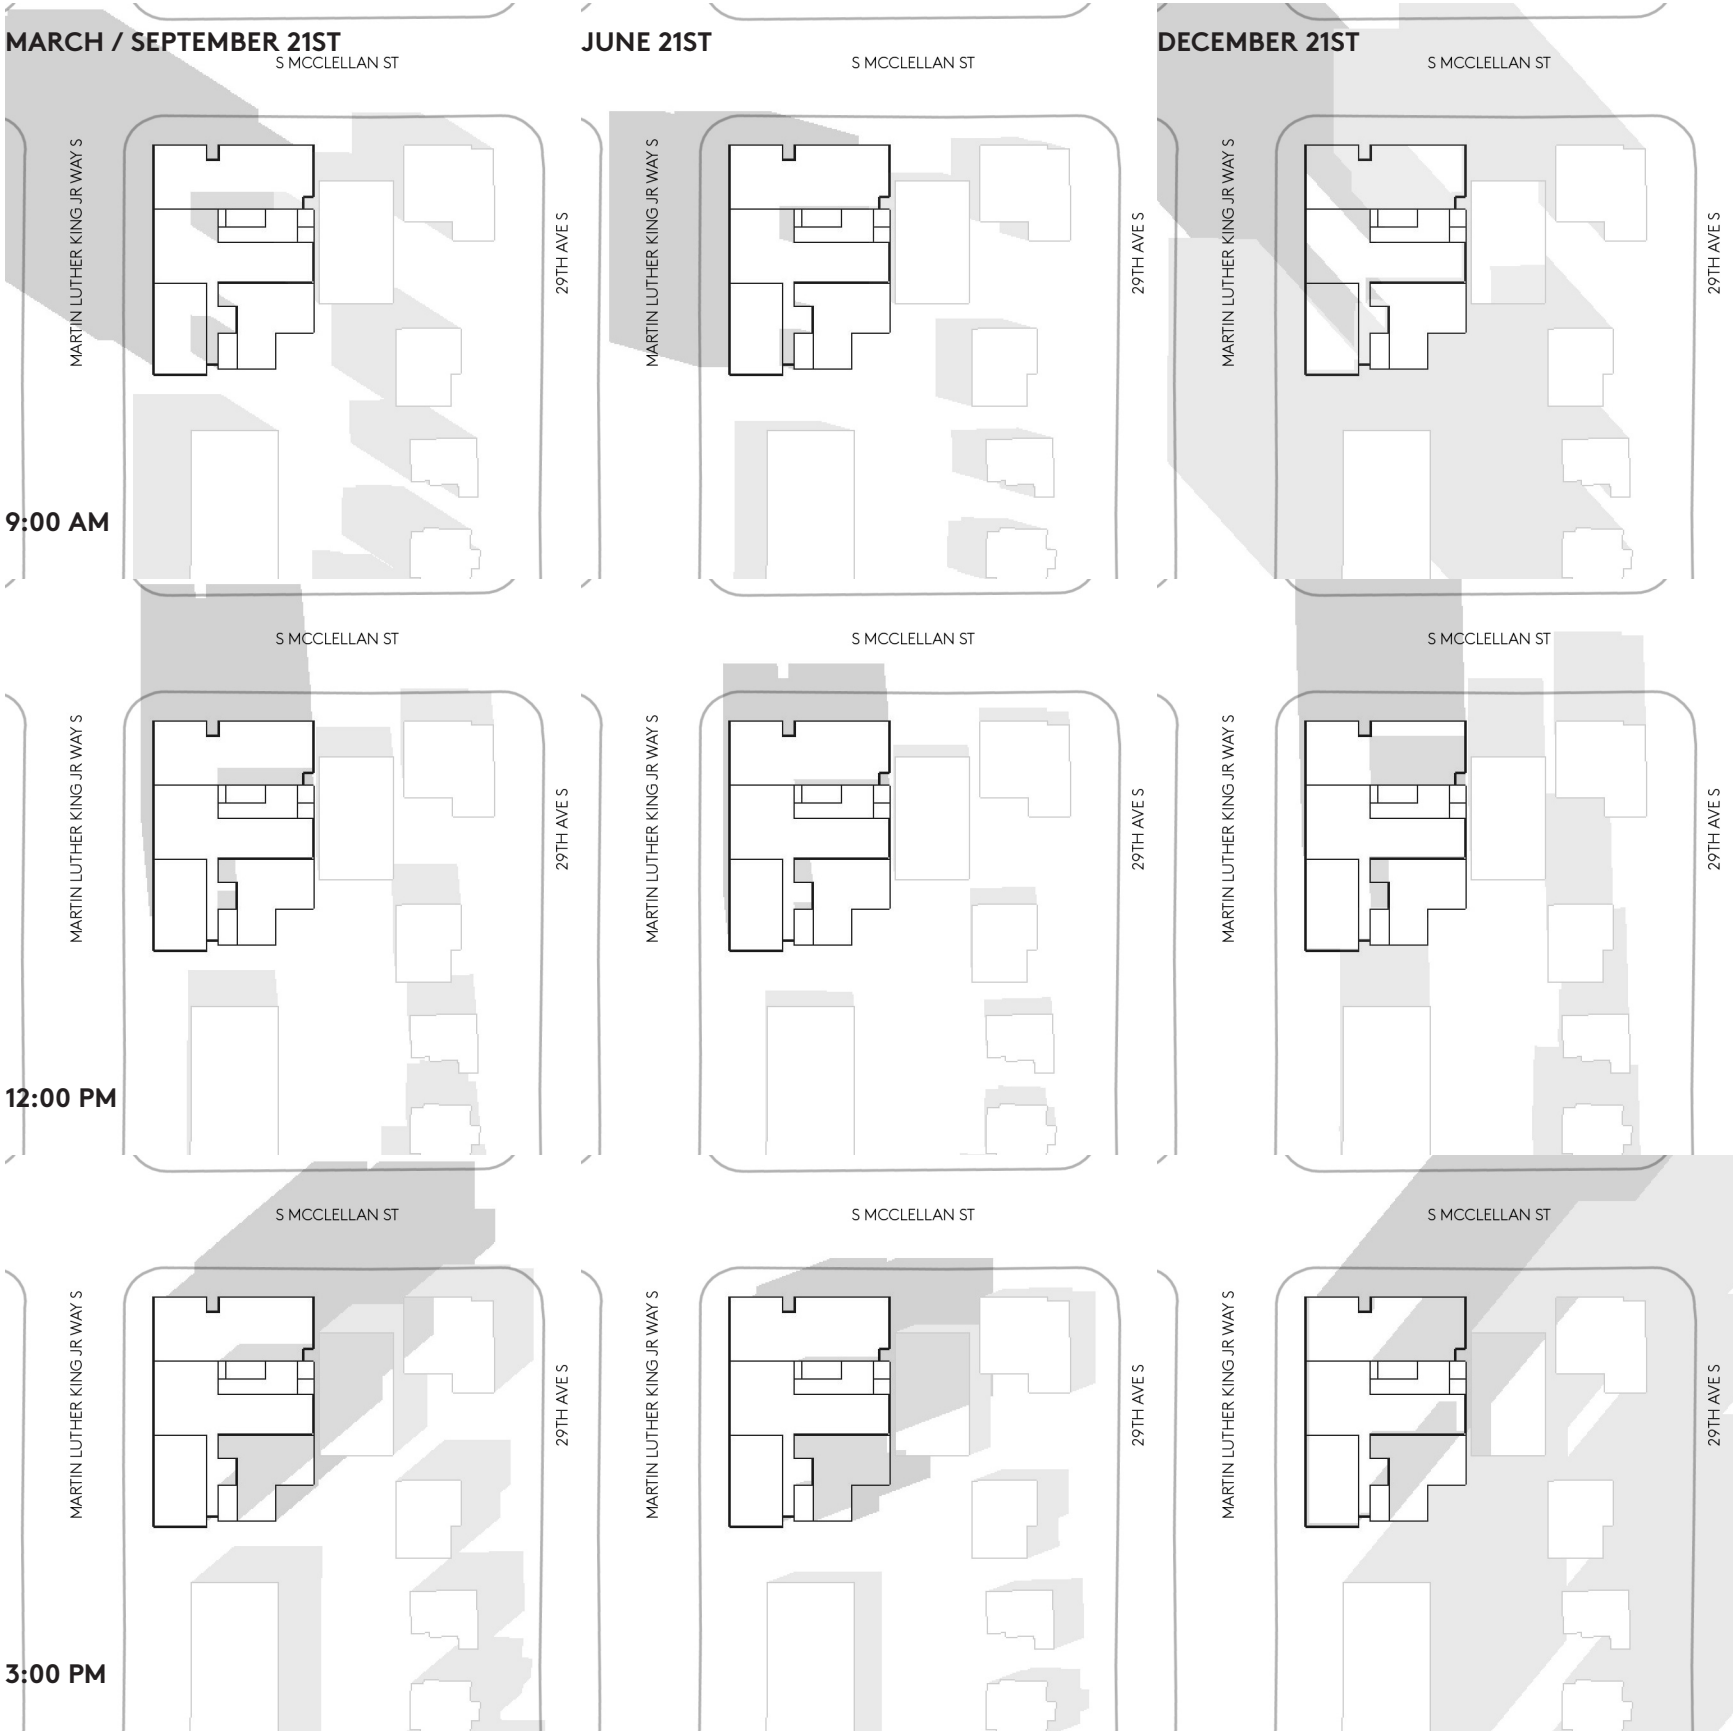 MARCH / SEPTEMBER 21ST
JUNE 21ST
DECEMBER 21ST
S MCCLELLAN ST
S MCCLELLAN ST
S MCCLELLAN ST
MARTIN LUTHER KING JR WAY S
29TH AVE S
MARTIN LUTHER KING JR WAY S
29TH AVE S
MARTIN LUTHER KING JR WAY S
29TH AVE S
9:00 AM
S MCCLELLAN ST
S MCCLELLAN ST
S MCCLELLAN ST
MARTIN LUTHER KING JR WAY S
29TH AVE S
MARTIN LUTHER KING JR WAY S
29TH AVE S
MARTIN LUTHER KING JR WAY S
29TH AVE S
12:00 PM
S MCCLELLAN ST
S MCCLELLAN ST
S MCCLELLAN ST
MARTIN LUTHER KING JR WAY S
29TH AVE S
MARTIN LUTHER KING JR WAY S
29TH AVE S
MARTIN LUTHER KING JR WAY S
29TH AVE S
3:00 PM